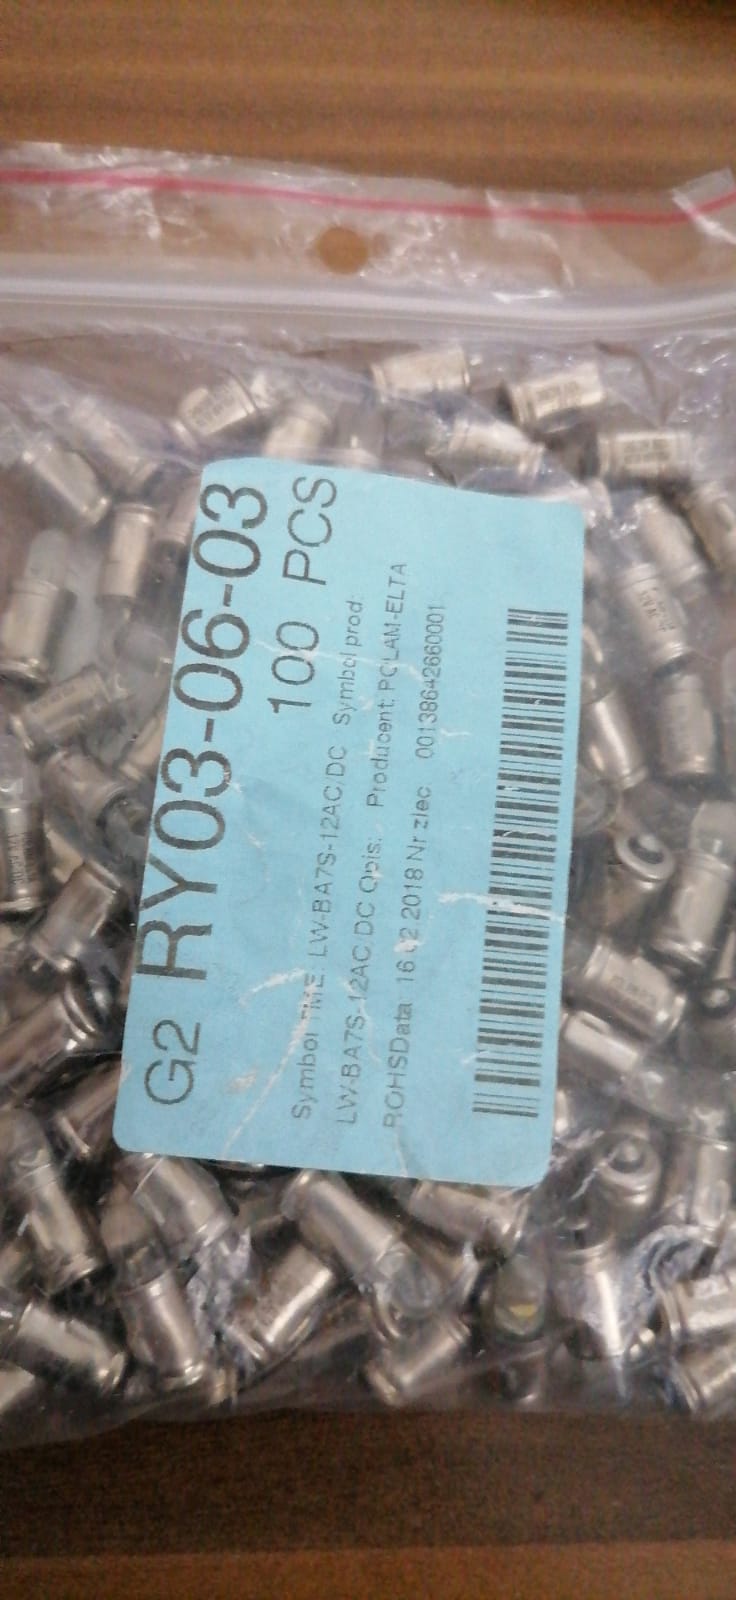 G2 RY03-06-03
100 PCS
Symbol TME: LW-BA7S-12AC/DC Symbol prod:
LW-BA7S-12AC/DC Opis: Producent: POLAM-ELTA
ROHSData: 16 02 2018 Nr zlec 00138642660001